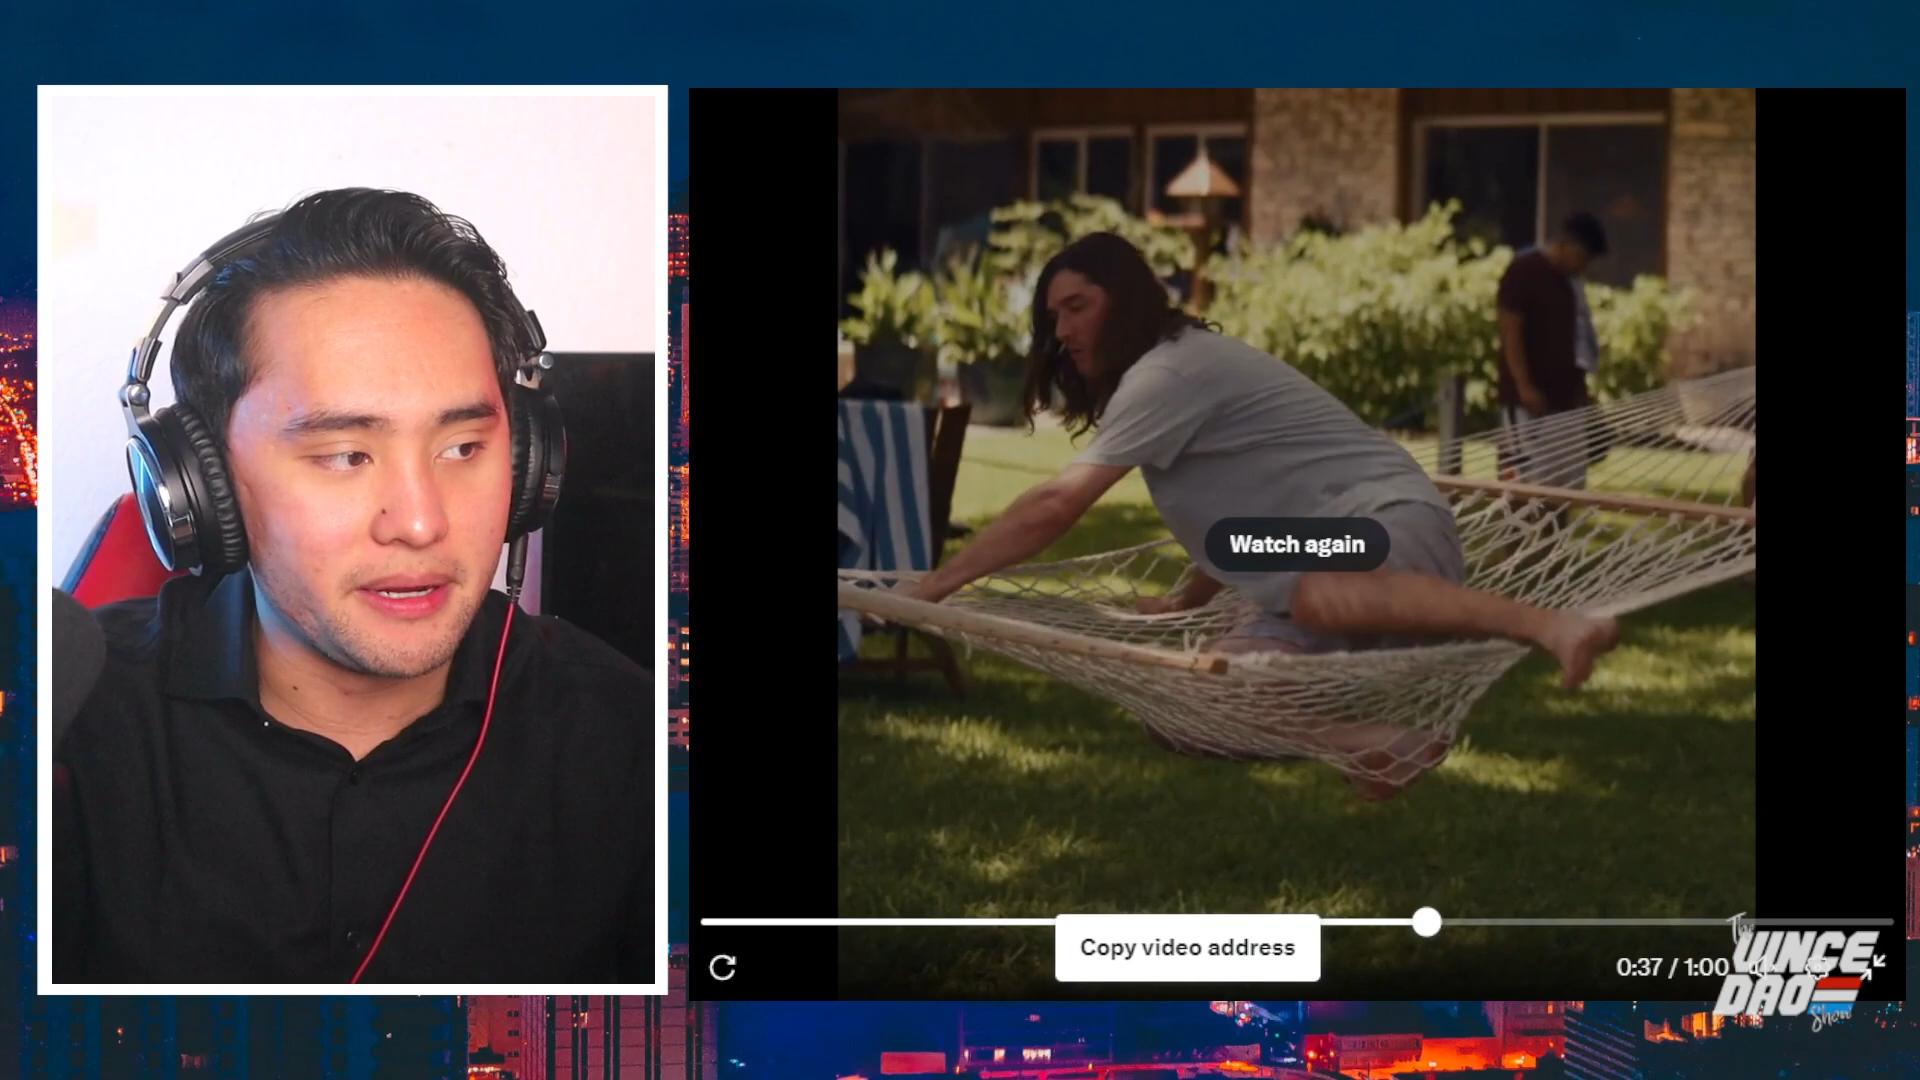 Watch again
Copy video address
0:37 / 1:00
The
VINCE
DAO
Show